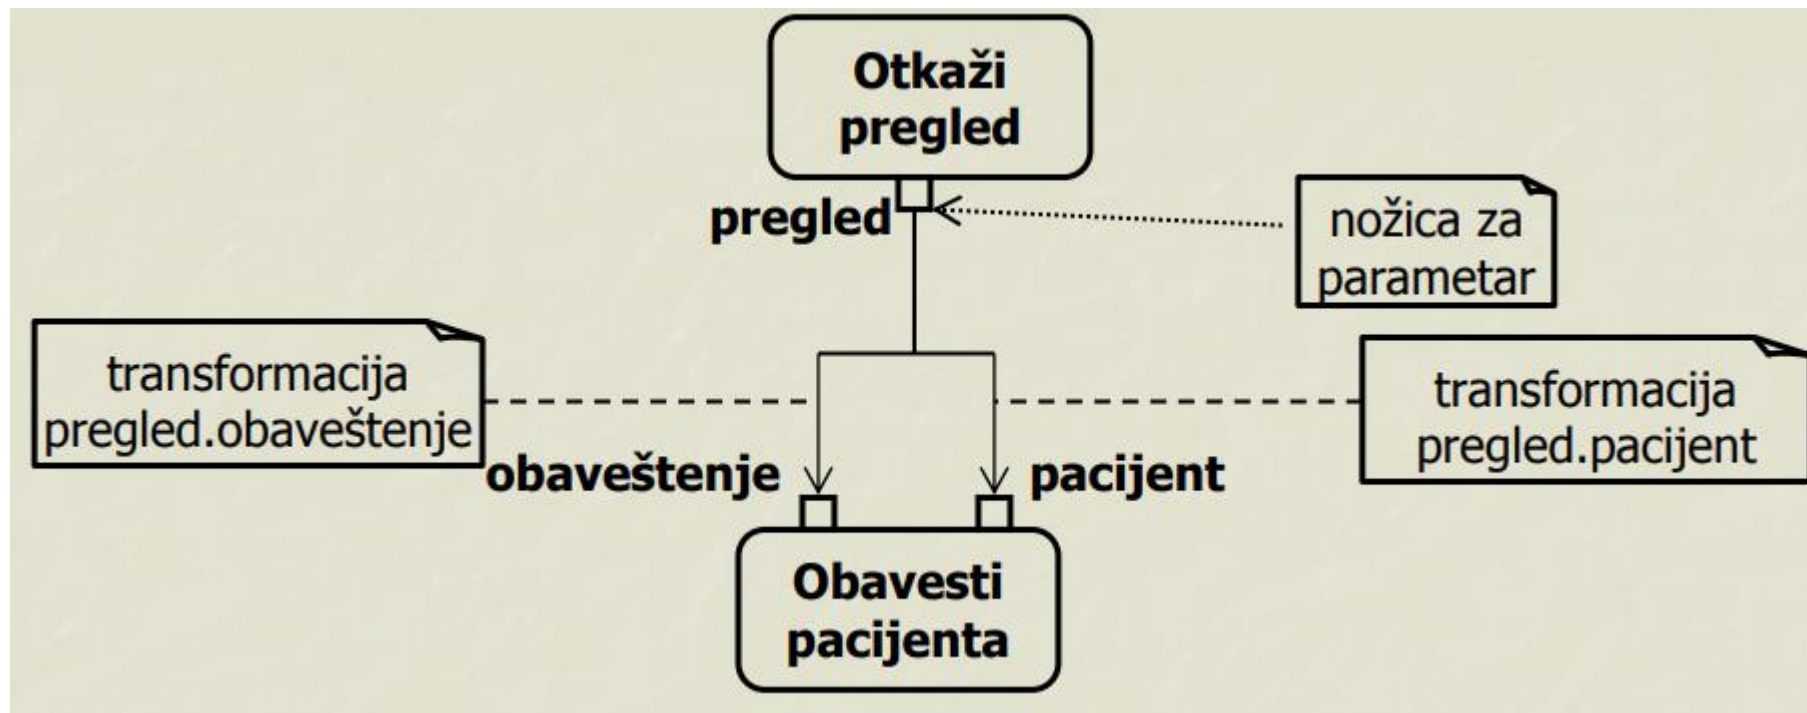 Otkaži
pregled
pregled
nožica za
parametar
transformacija
pregled.obaveštenje
transformacija
pregled.pacijent
obaveštenje
pacijent
Obavesti
pacijenta